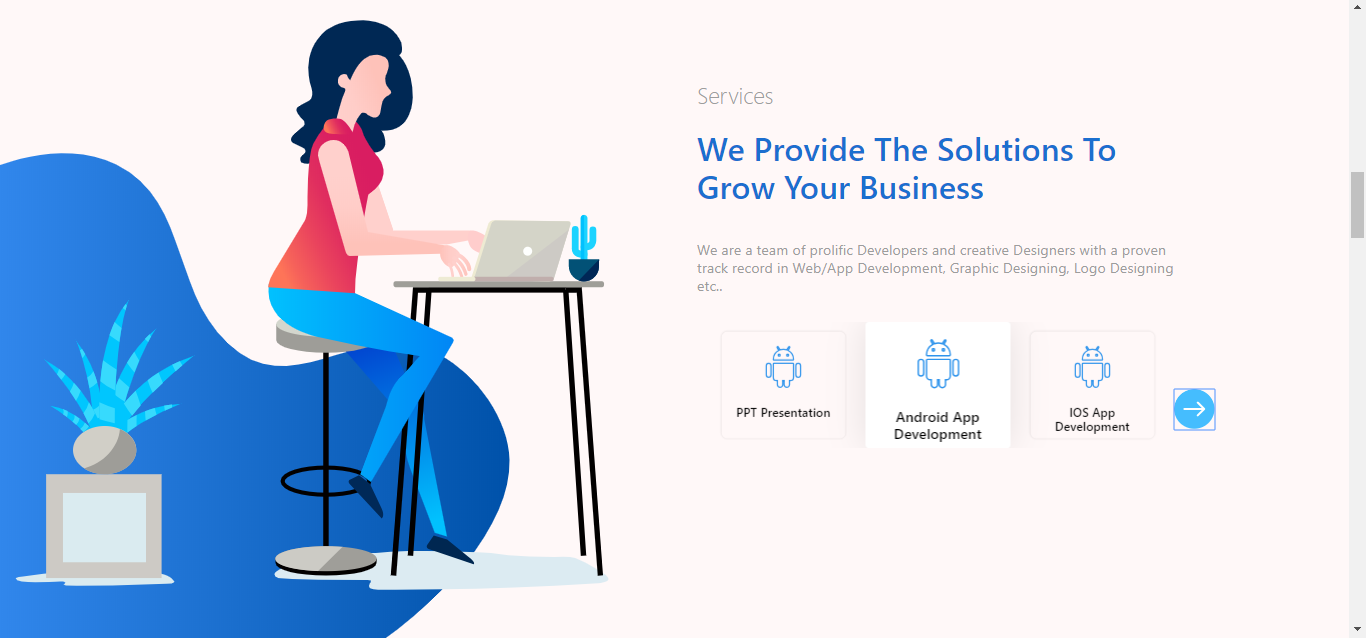 Services
We Provide The Solutions To
Grow Your Business
We are a team of prolific Developers and creative Designers with a proven
track record in Web/App Development, Graphic Designing, Logo Designing
etc..
PPT Presentation
Android App
Development
IOS App
Development